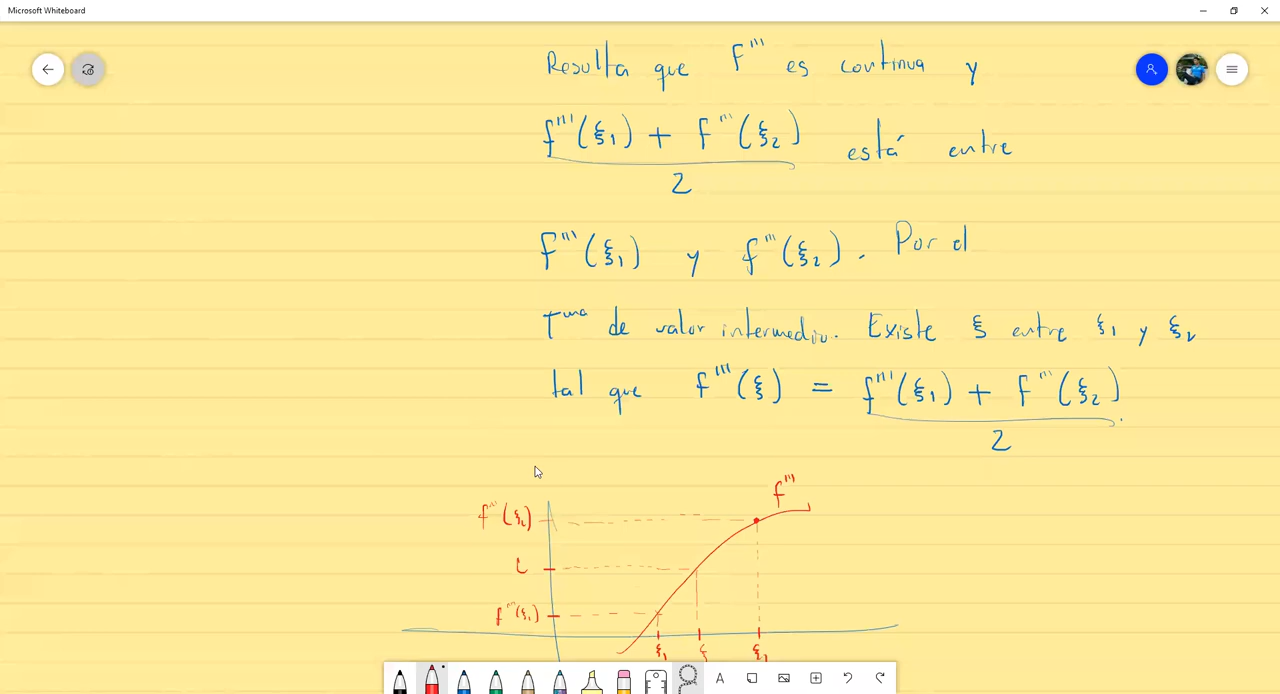 Microsoft Whiteboard
Resulta que f''' es continua y
f'''(ξ1) + f'''(ξ2) está entre
2
f'''(ξ1) y f'''(ξ2). Por el
Tma de valor intermedio. Existe ξ entre ξ1 y ξ2
tal que f'''(ξ) = f'''(ξ1) + f'''(ξ2)
2
f'''
f'''(ξ2)
L
f'''(ξ1)
ξ1 ξ
A